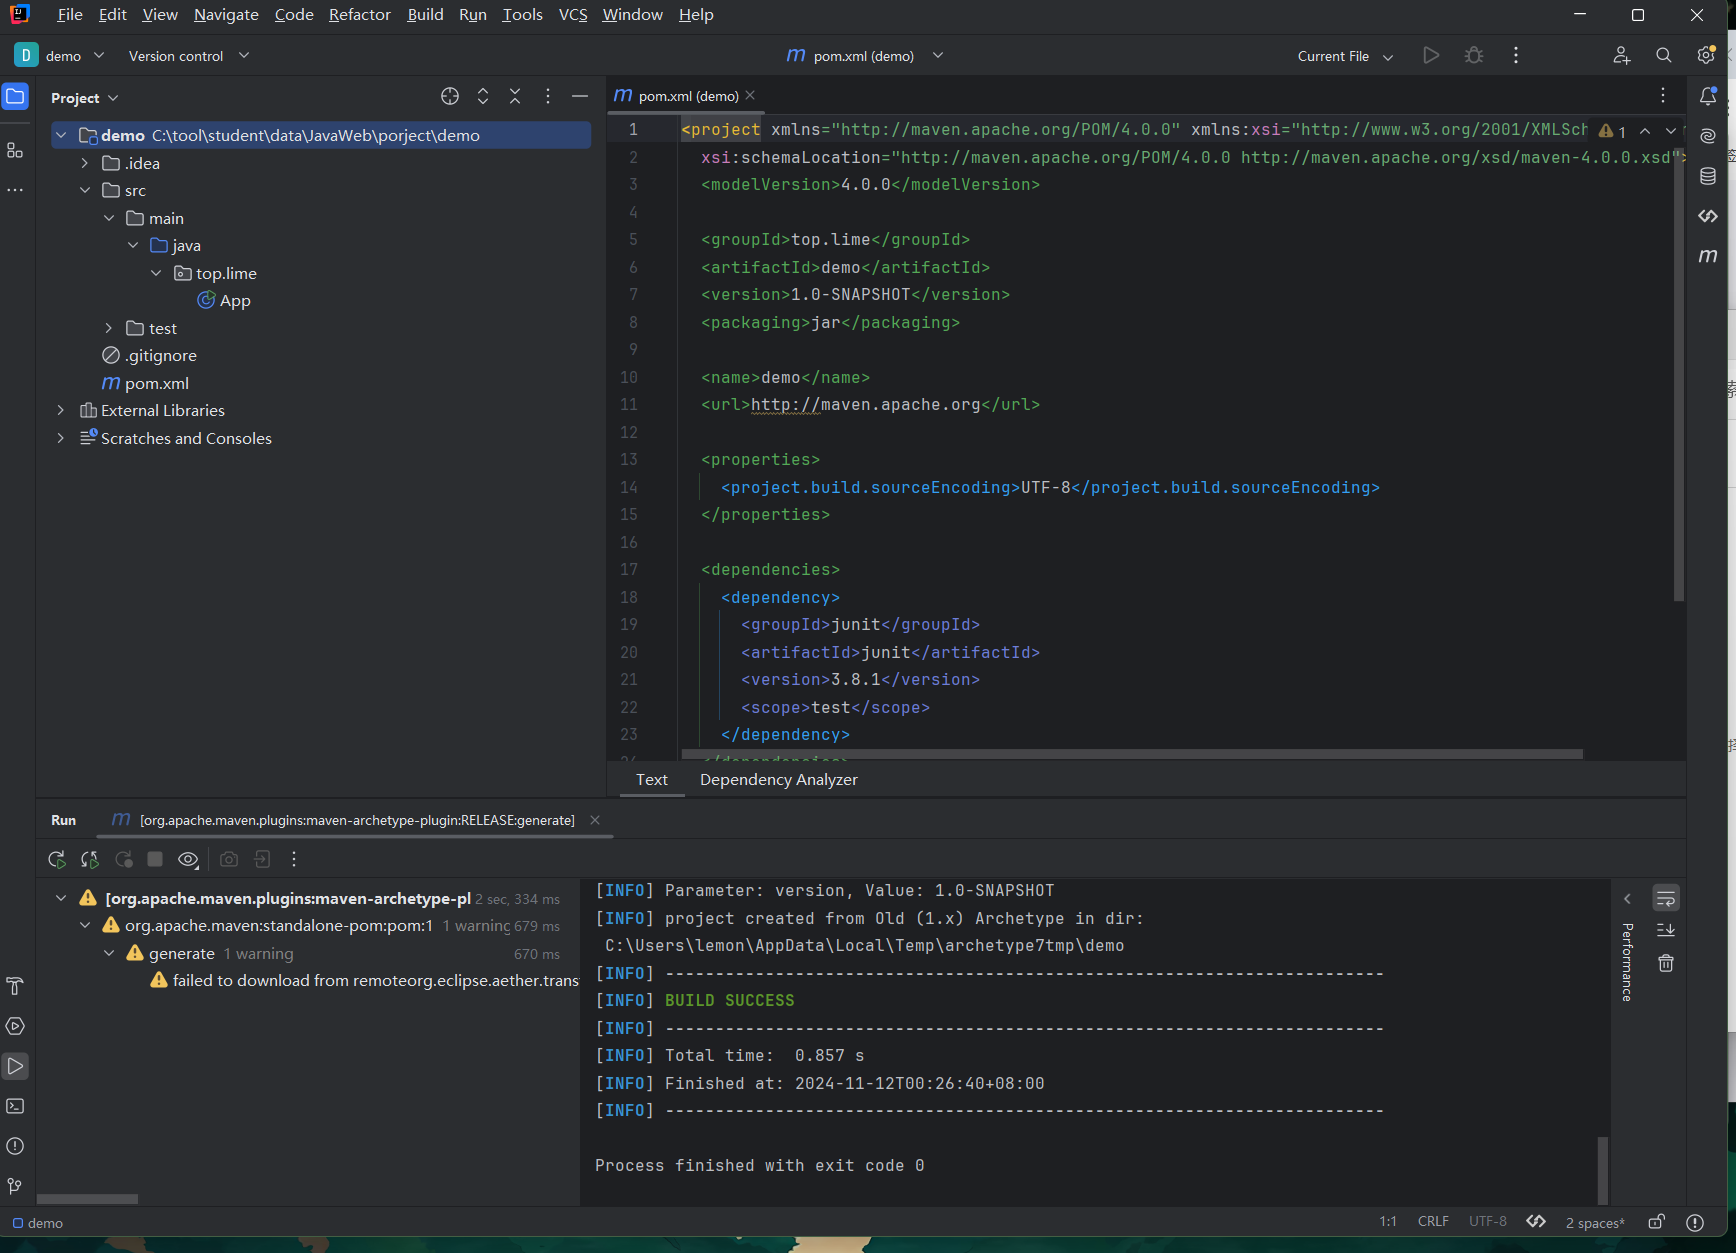 File Edit View Navigate Code Refactor Build Run Tools VCS Window Help
D demo Version control pom.xml (demo) Current File
Project
pom.xml (demo)
demo C:\tool\student\data\JavaWeb\porject\demo
.idea
src
main
java
top.lime
App
test
.gitignore
pom.xml
External Libraries
Scratches and Consoles
1 <project xmlns="http://maven.apache.org/POM/4.0.0" xmlns:xsi="http://www.w3.org/2001/XMLSch 1
2 xsi:schemaLocation="http://maven.apache.org/POM/4.0.0 http://maven.apache.org/xsd/maven-4.0.0.xsd">
3 <modelVersion>4.0.0</modelVersion>
4
5 <groupId>top.lime</groupId>
6 <artifactId>demo</artifactId>
7 <version>1.0-SNAPSHOT</version>
8 <packaging>jar</packaging>
9
10 <name>demo</name>
11 <url>http://maven.apache.org</url>
12
13 <properties>
14 <project.build.sourceEncoding>UTF-8</project.build.sourceEncoding>
15 </properties>
16
17 <dependencies>
18 <dependency>
19 <groupId>junit</groupId>
20 <artifactId>junit</artifactId>
21 <version>3.8.1</version>
22 <scope>test</scope>
23 </dependency>
Text Dependency Analyzer
Run [org.apache.maven.plugins:maven-archetype-plugin:RELEASE:generate]
[org.apache.maven.plugins:maven-archetype-pl 2 sec, 334 ms
org.apache.maven:standalone-pom:pom:1 1 warning 679 ms
generate 1 warning 670 ms
failed to download from remoteorg.eclipse.aether.trans
[INFO] Parameter: version, Value: 1.0-SNAPSHOT
[INFO] project created from Old (1.x) Archetype in dir:
C:\Users\lemon\AppData\Local\Temp\archetype7tmp\demo
[INFO] ------------------------------------------------------------------------
[INFO] BUILD SUCCESS
[INFO] ------------------------------------------------------------------------
[INFO] Total time:  0.857 s
[INFO] Finished at: 2024-11-12T00:26:40+08:00
[INFO] ------------------------------------------------------------------------
Process finished with exit code 0
Performance
demo
1:1 CRLF UTF-8 2 spaces*